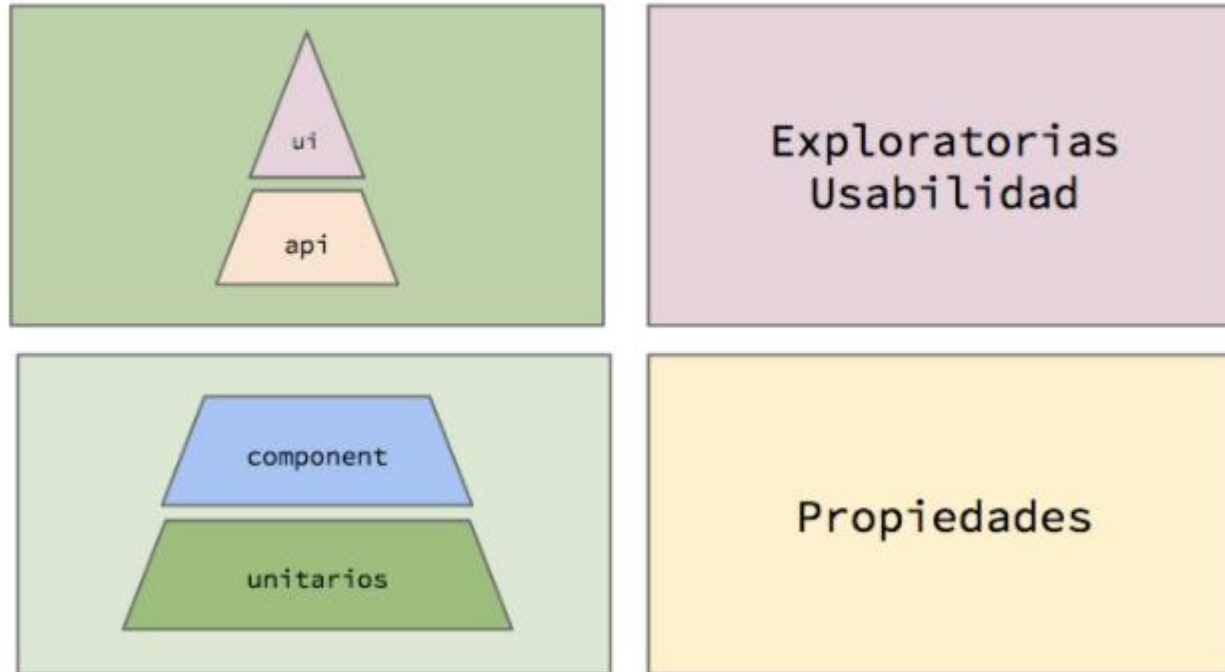 ui
api
Exploratorias
Usabilidad
component
unitarios
Propiedades